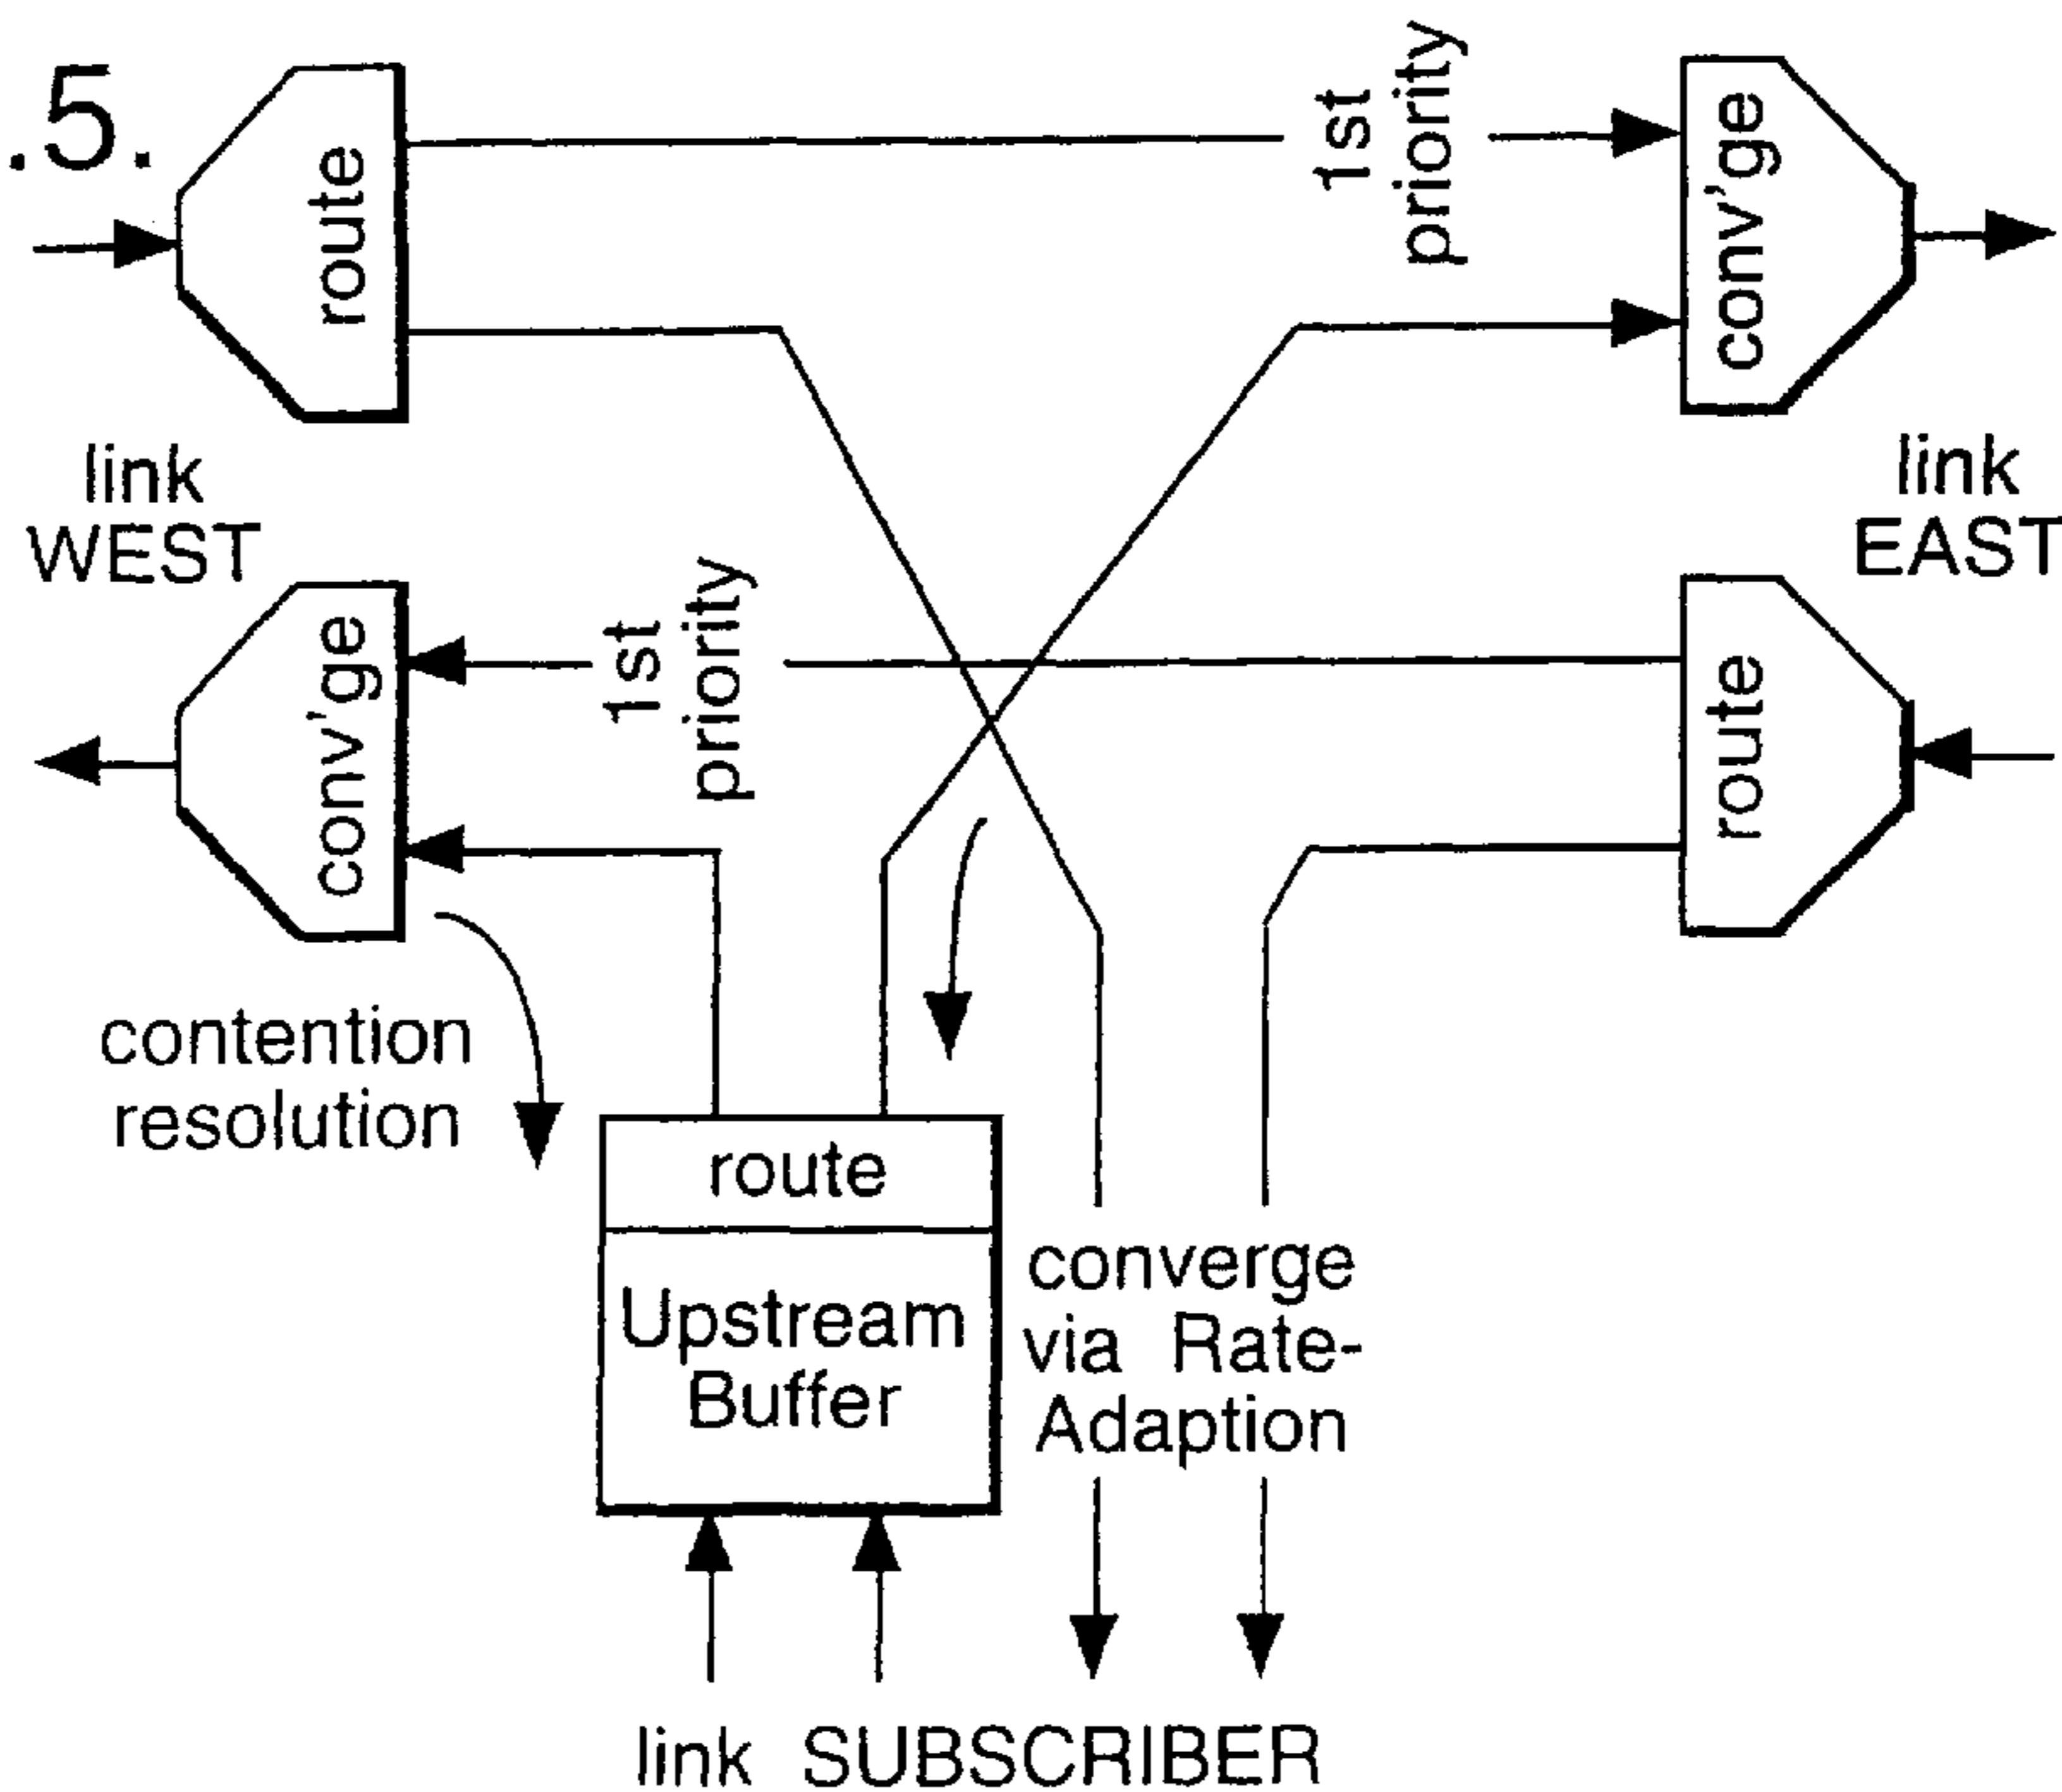 .5.
route
1st
priority
conv'ge
link
WEST
link
EAST
conv'ge
1st
priority
route
contention
resolution
route
Upstream
Buffer
converge
via Rate-
Adaption
link SUBSCRIBER